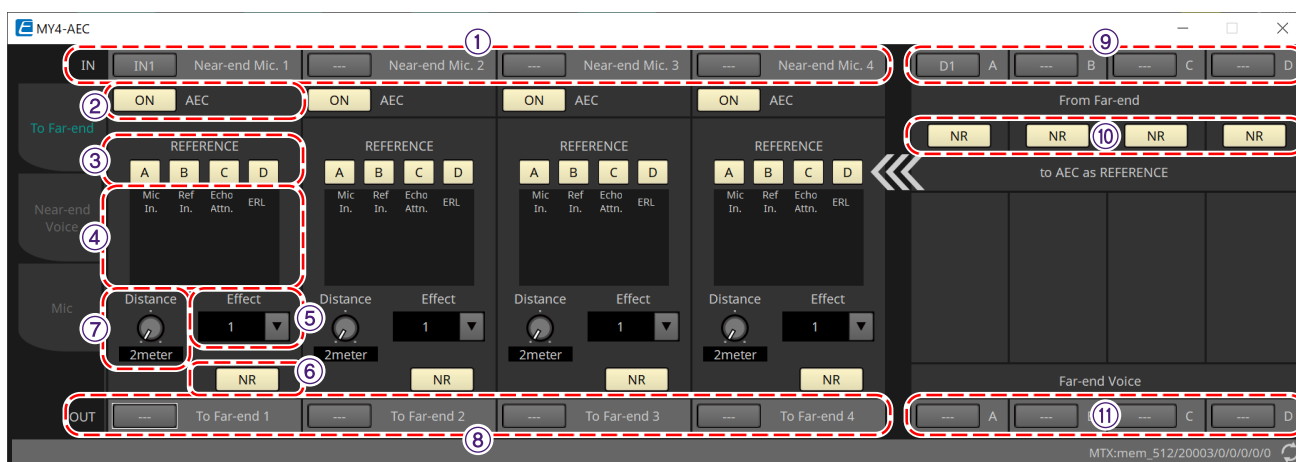 MY4-AEC
①
⑨
IN IN1 Near-end Mic. 1 --- Near-end Mic. 2 --- Near-end Mic. 3 --- Near-end Mic. 4 D1 A --- B --- C --- D
② ON AEC ON AEC ON AEC ON AEC From Far-end
To Far-end
NR NR ⑩ NR NR
③ REFERENCE REFERENCE REFERENCE REFERENCE
A B C D A B C D A B C D A B C D
to AEC as REFERENCE
Mic In. Ref In. Echo Attn. ERL Mic In. Ref In. Echo Attn. ERL Mic In. Ref In. Echo Attn. ERL Mic In. Ref In. Echo Attn. ERL
Near-end
Voice
④
Mic
Distance Effect Distance Effect Distance Effect Distance Effect
⑦ 1 ⑤ 1 1 1
2meter 2meter 2meter 2meter
⑥
NR NR NR NR
Far-end Voice
OUT --- To Far-end 1 --- To Far-end 2 --- To Far-end 3 --- To Far-end 4 --- A --- ⑪ --- C --- D
⑧
MTX:mem_512/20003/0/0/0/0/0